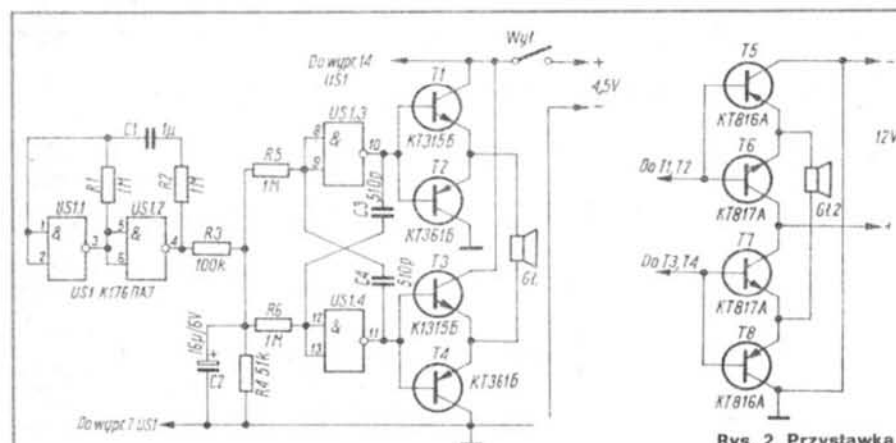 Wył
Do wypr. 14
US1
+
4,5V
−
T1
KT315Б
T2
KT361Б
C1 1μ
R1 1M
R2 1M
US1.1
&
1
2
3
US1.2
&
5
6
4
US1 K176ПА7
R3
100k
R5
1M
US1.3
&
8
9
10
C3 510p
C4 510p
R6
1M
US1.4
&
12
13
11
T3
K1315Б
T4
KT361Б
Gł.
16μ/6V
C2
R4 51k
Do wypr. 7 US1
T5
KT816A
−
T6
KT817A
12V
Do T1, T2
Gł.2
+
T7
KT817A
Do T3, T4
T8
KT816A
Rys. 2. Przystawka